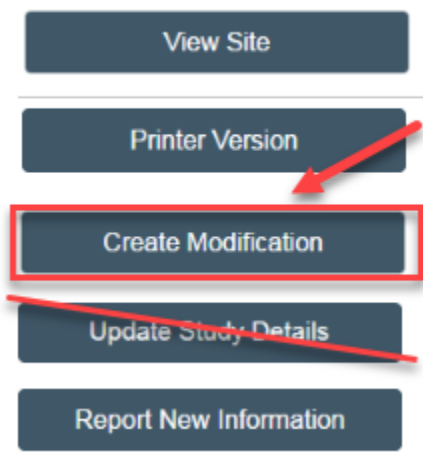 View Site
Printer Version
Create Modification
Update Study Details
Report New Information